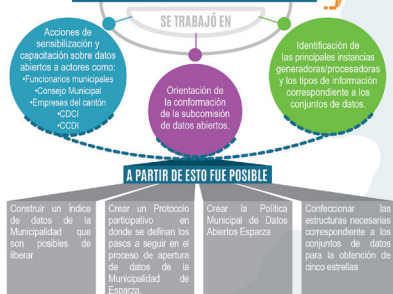 SE TRABAJÓ EN
Acciones de
sensibilización y
capacitación sobre datos
abiertos a actores como:
•Funcionarios municipales
•Consejo Municipal
•Empresas del cantón
•CDCI
•CCDI
Orientación de
la conformación
de la subcomisión
de datos abiertos.
Identificación de
las principales instancias
generadoras/procesadoras
y los tipos de información
correspondiente a los
conjuntos de datos.
A PARTIR DE ESTO FUE POSIBLE
Construir un índice
de datos de la
Municipalidad que
son posibles de
liberar
Crear un Protocolo
participativo en
donde se definan los
pasos a seguir en el
proceso de apertura
de datos de la
Municipalidad de
Esparza.
Crear la Política
Municipal de Datos
Abiertos Esparza
Confeccionar las
estructuras necesarias
correspondiente a los
conjuntos de datos
para la obtención de
cinco estrellas